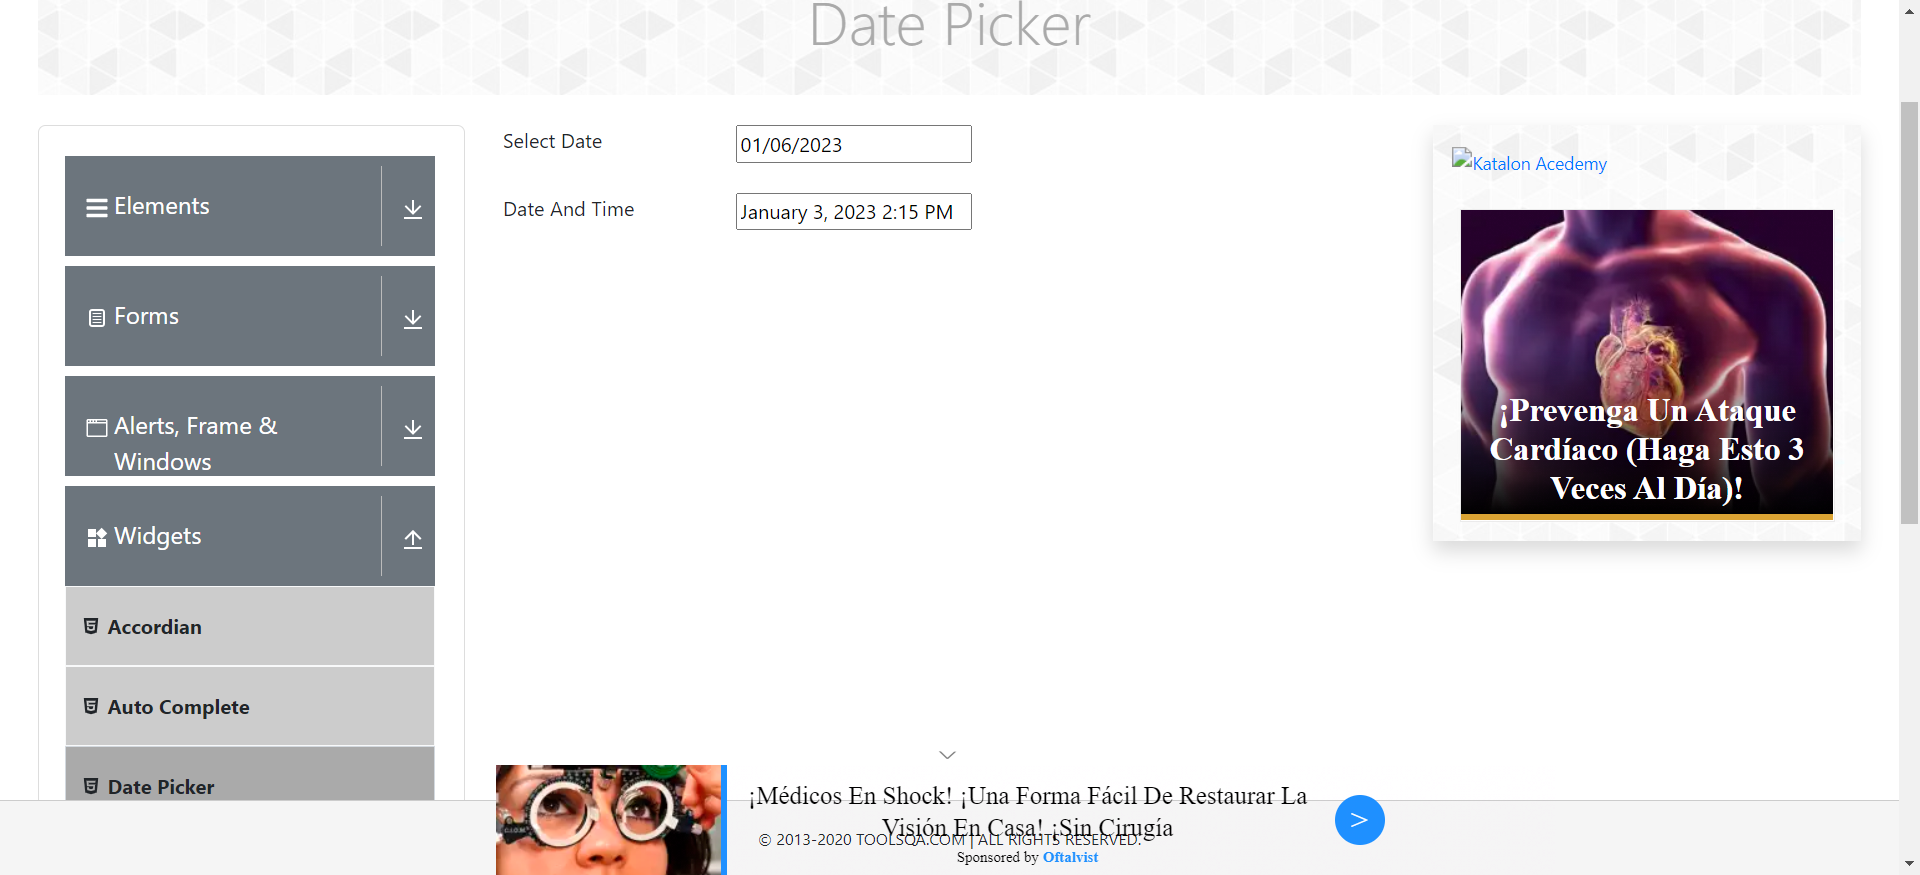 Date Picker
Elements
Forms
Alerts, Frame &
Windows
Widgets
Accordian
Auto Complete
Date Picker
Select Date
01/06/2023
Date And Time
January 3, 2023 2:15 PM
Katalon Acedemy
¡Prevenga Un Ataque
Cardíaco (Haga Esto 3
Veces Al Día)!
¡Médicos En Shock! ¡Una Forma Fácil De Restaurar La
Visión En Casa! ¡Sin Cirugía
© 2013-2020 TOOLSQA.COM | ALL RIGHTS RESERVED.
Sponsored by Oftalvist
>